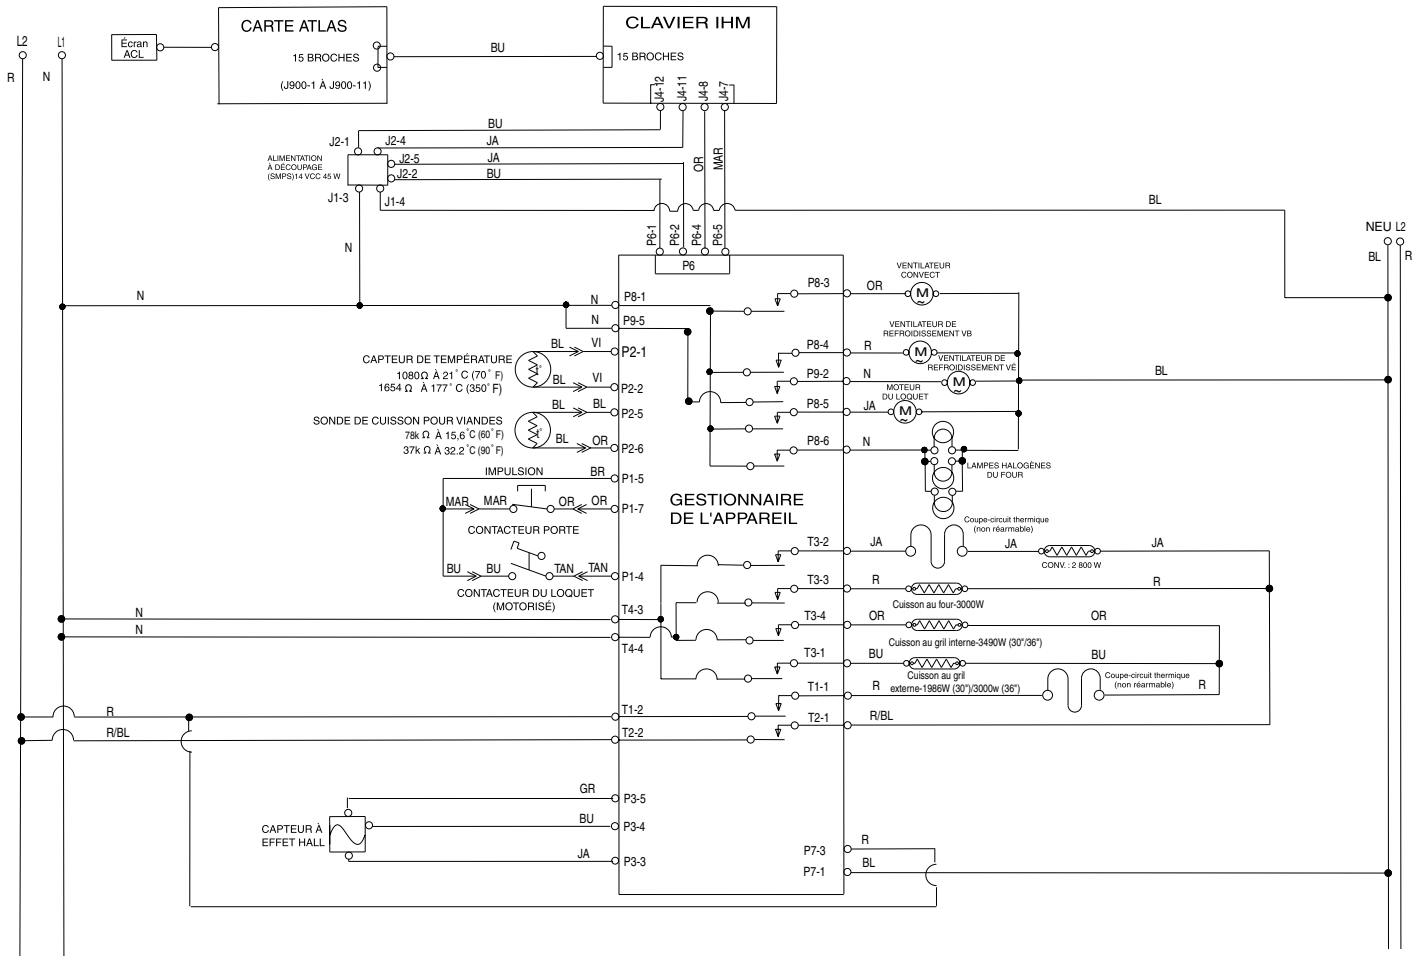 L2
L1
R
N
Écran
ACL
CARTE ATLAS
15 BROCHES
(J900-1 À J900-11)
BU
CLAVIER IHM
15 BROCHES
J4-12
J4-11
J4-8
J4-7
BU
J2-1
J2-4
JA
ALIMENTATION
À DÉCOUPAGE
(SMPS)14 VCC 45 W
J2-5
JA
J2-2
BU
OR
MAR
J1-3
J1-4
BL
NEU L2
BL
R
N
P6-1
P6-2
P6-4
P6-5
P6
N
N
P8-1
N
P9-5
P8-3
OR
VENTILATEUR
CONVECT
M
CAPTEUR DE TEMPÉRATURE
1080Ω À 21˚C (70˚F)
1654 Ω À 177˚C (350˚F)
BL
VI
P2-1
BL
VI
P2-2
P8-4
R
VENTILATEUR DE
REFROIDISSEMENT VB
M
P9-2
N
VENTILATEUR DE
REFROIDISSEMENT VE
M
BL
SONDE DE CUISSON POUR VIANDES
78k Ω À 15,6˚C (60˚F)
37k Ω À 32.2˚C (90˚F)
BL
BL
P2-5
BL
OR
P2-6
P8-5
JA
MOTEUR
DU LOQUET
M
P8-6
N
LAMPES HALOGÈNES
DU FOUR
IMPULSION
BR
P1-5
MAR
MAR
OR
OR
P1-7
CONTACTEUR PORTE
BU
BU
TAN
TAN
P1-4
CONTACTEUR DU LOQUET
(MOTORISÉ)
GESTIONNAIRE
DE L'APPAREIL
T3-2
JA
Coupe-circuit thermique
(non réarmable)
JA
CONV. : 2 800 W
JA
T3-3
R
Cuisson au four-3000W
R
N
T4-3
N
T4-4
T3-4
OR
Cuisson au gril interne-3490W (30"/36")
OR
T3-1
BU
Cuisson au gril
externe-1986W (30")/3000w (36")
BU
T1-1
R
Coupe-circuit thermique
(non réarmable)
R
R
T1-2
T2-1
R/BL
R/BL
T2-2
CAPTEUR À
EFFET HALL
GR
P3-5
BU
P3-4
JA
P3-3
P7-3
R
P7-1
BL